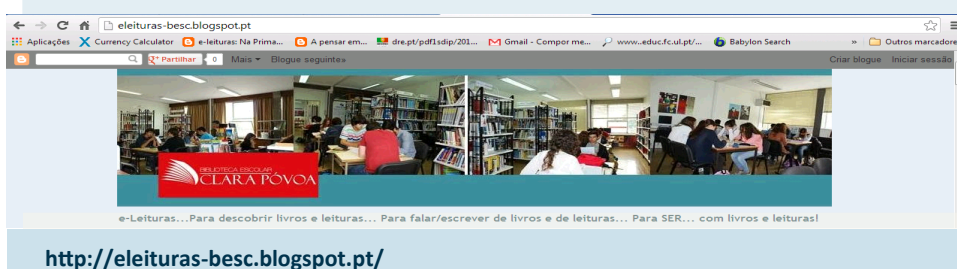 eleituras-besc.blogspot.pt
Aplicações Currency Calculator e-leituras: Na Prima... A pensar em... dre.pt/pdf1sdip/201... Gmail - Compor me... www..educ.fc.ul.pt/... Babylon Search » Outros marcadore
Partilhar 0 Mais Blogue seguinte» Criar blogue Iniciar sessão
BIBLIOTECA ESCOLAR
CLARA PÓVOA
e-Leituras...Para descobrir livros e leituras... Para falar/escrever de livros e de leituras... Para SER... com livros e leituras!
http://eleituras-besc.blogspot.pt/